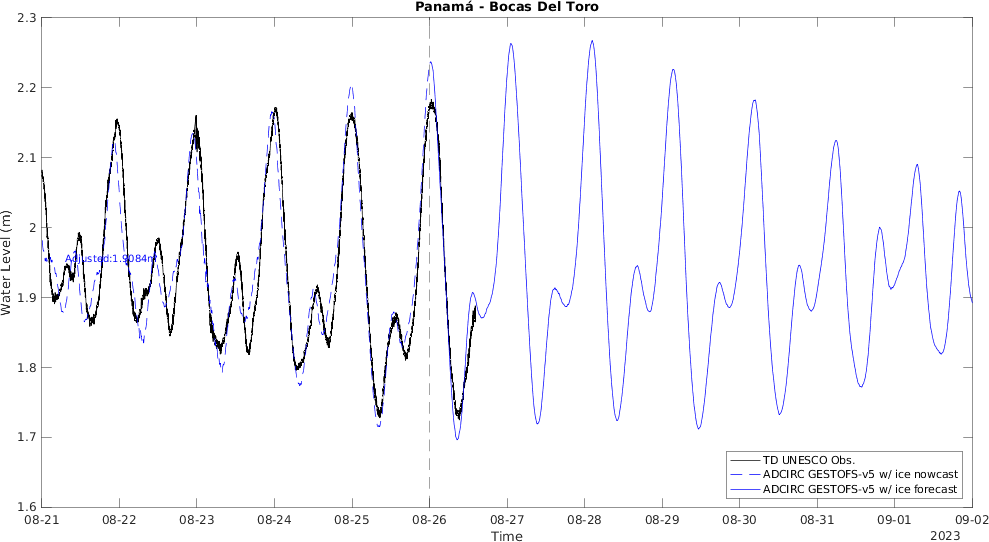 Panamá - Bocas Del Toro
2.3
2.2
2.1
2
1.9
1.8
1.7
1.6
Water Level (m)
Adjusted:1.9084m
TD UNESCO Obs.
ADCIRC GESTOFS-v5 w/ ice nowcast
ADCIRC GESTOFS-v5 w/ ice forecast
08-21 08-22 08-23 08-24 08-25 08-26 08-27 08-28 08-29 08-30 08-31 09-01 09-02
Time
2023